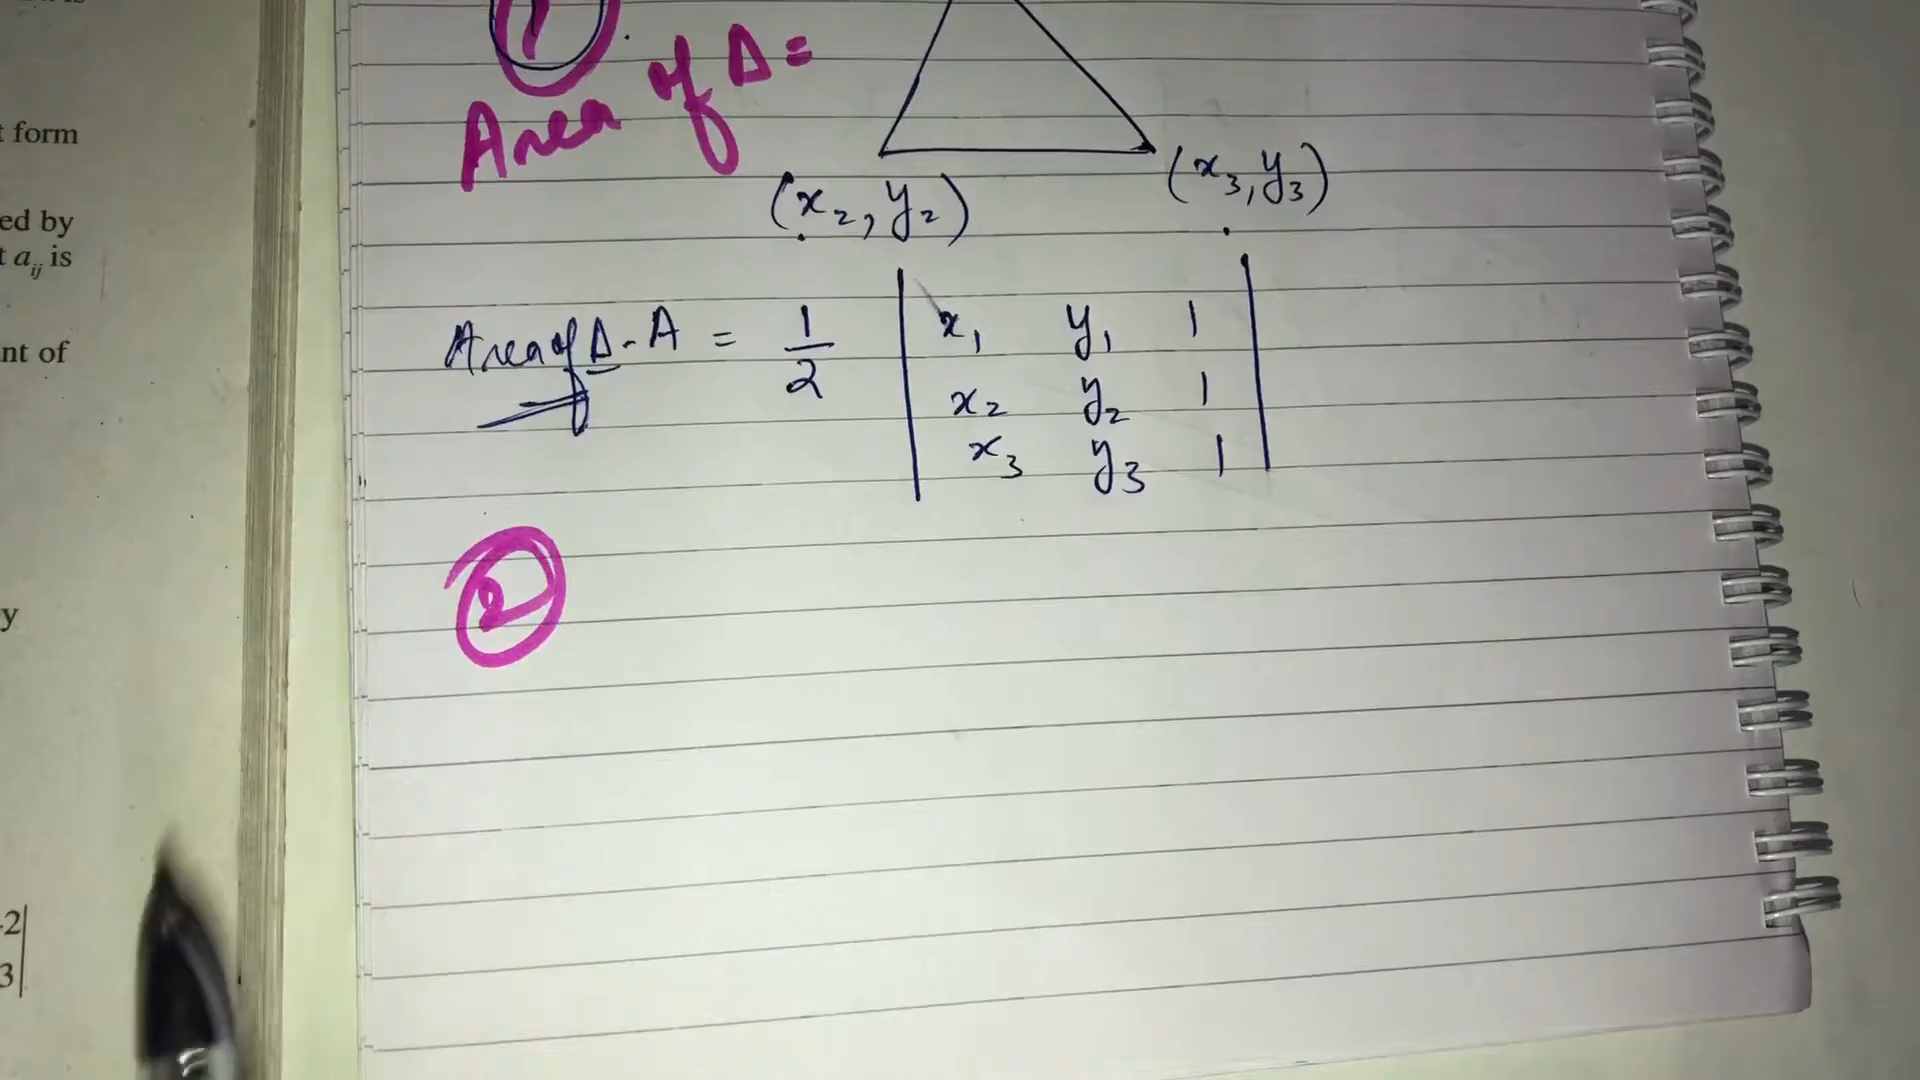 1
Area of Δ =
(x₂, y₂)
(x₃, y₃)
Area of Δ - A = 1/2 | x₁ y₁ 1 |
| x₂ y₂ 1 |
| x₃ y₃ 1 |
2
form
ed by
a_ij is
nt of
y
-2|
3|